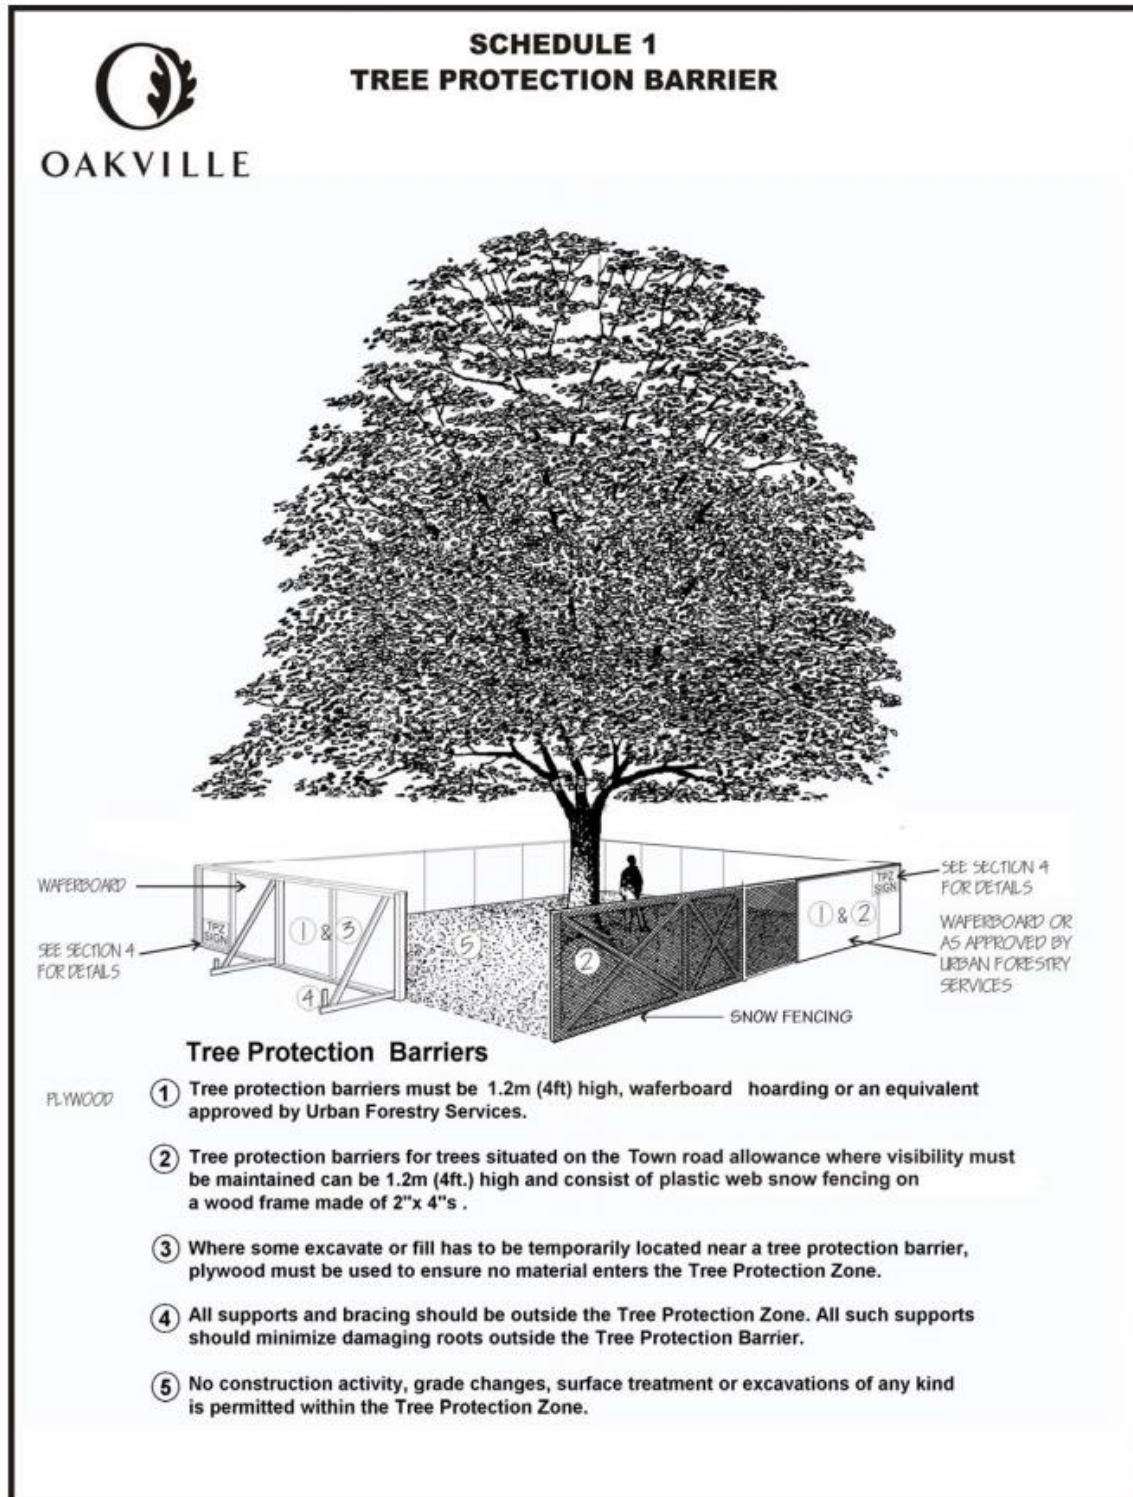 SCHEDULE 1
TREE PROTECTION BARRIER
OAKVILLE
WAFERBOARD
SEE SECTION 4
FOR DETAILS
TPZ
SIGN
1 & 3
4
5
2
1 & 2
TPZ
SIGN
SEE SECTION 4
FOR DETAILS
WAFERBOARD OR
AS APPROVED BY
URBAN FORESTRY
SERVICES
SNOW FENCING
Tree Protection Barriers
PLYWOOD
1 Tree protection barriers must be 1.2m (4ft) high, waferboard hoarding or an equivalent
approved by Urban Forestry Services.
2 Tree protection barriers for trees situated on the Town road allowance where visibility must
be maintained can be 1.2m (4ft.) high and consist of plastic web snow fencing on
a wood frame made of 2"x 4"s .
3 Where some excavate or fill has to be temporarily located near a tree protection barrier,
plywood must be used to ensure no material enters the Tree Protection Zone.
4 All supports and bracing should be outside the Tree Protection Zone. All such supports
should minimize damaging roots outside the Tree Protection Barrier.
5 No construction activity, grade changes, surface treatment or excavations of any kind
is permitted within the Tree Protection Zone.